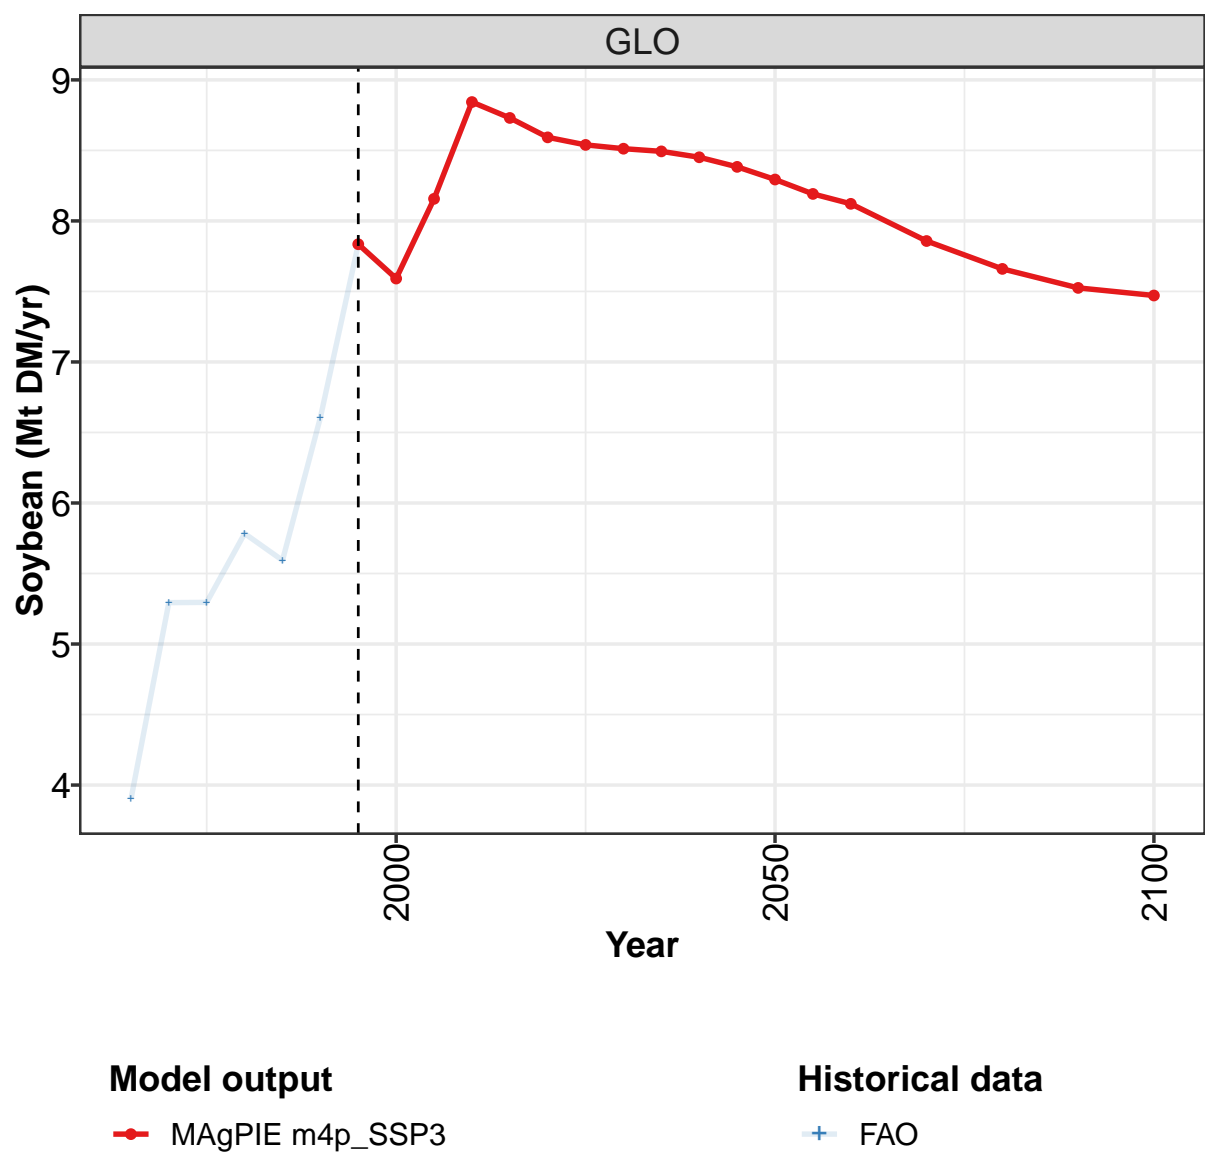 GLO
9
8
7
6
5
4
Soybean (Mt DM/yr)
2000
2050
2100
Year
Model output
Historical data
MAgPIE m4p_SSP3
FAO